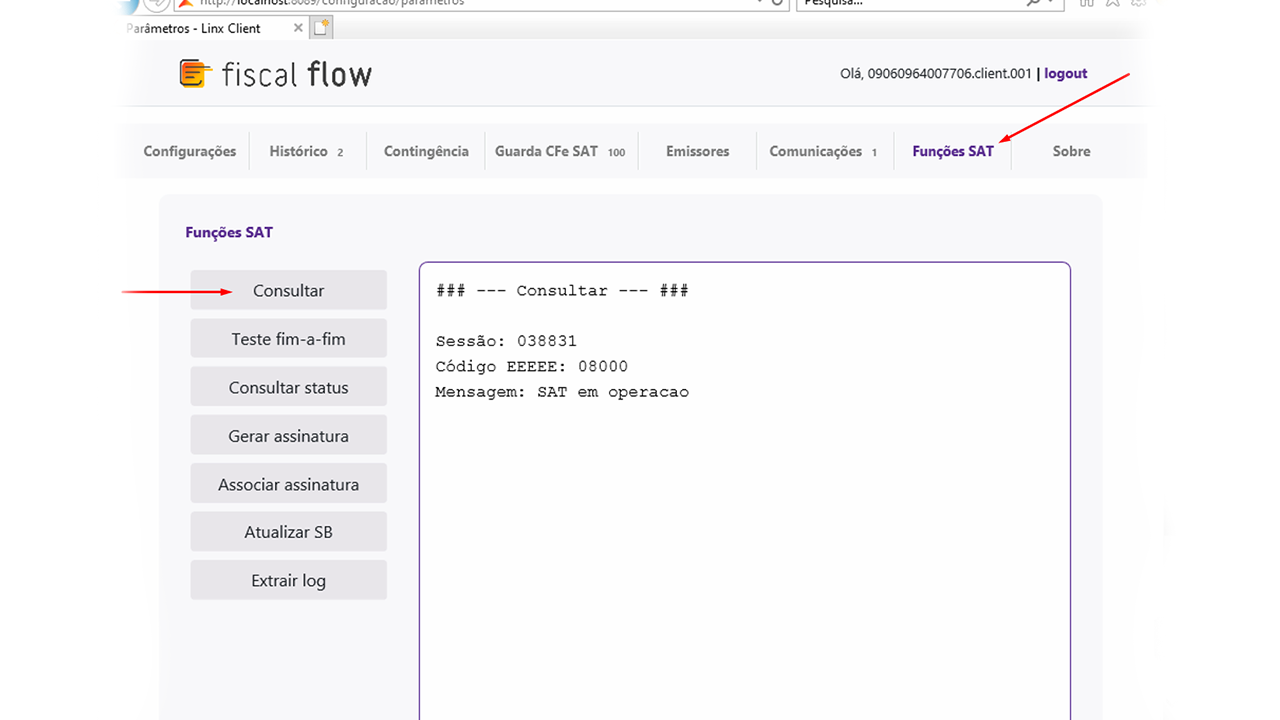 http://localhost:8089/configuracao/parametros
Pesquisa...
Parâmetros - Linx Client
fiscal flow
Olá, 09060964007706.client.001 | logout
Configurações Histórico 2 Contingência Guarda CFe SAT 100 Emissores Comunicações 1 Funções SAT Sobre
Funções SAT
Consultar
Teste fim-a-fim
Consultar status
Gerar assinatura
Associar assinatura
Atualizar SB
Extrair log
### --- Consultar --- ###
Sessão: 038831
Código EEEEE: 08000
Mensagem: SAT em operacao